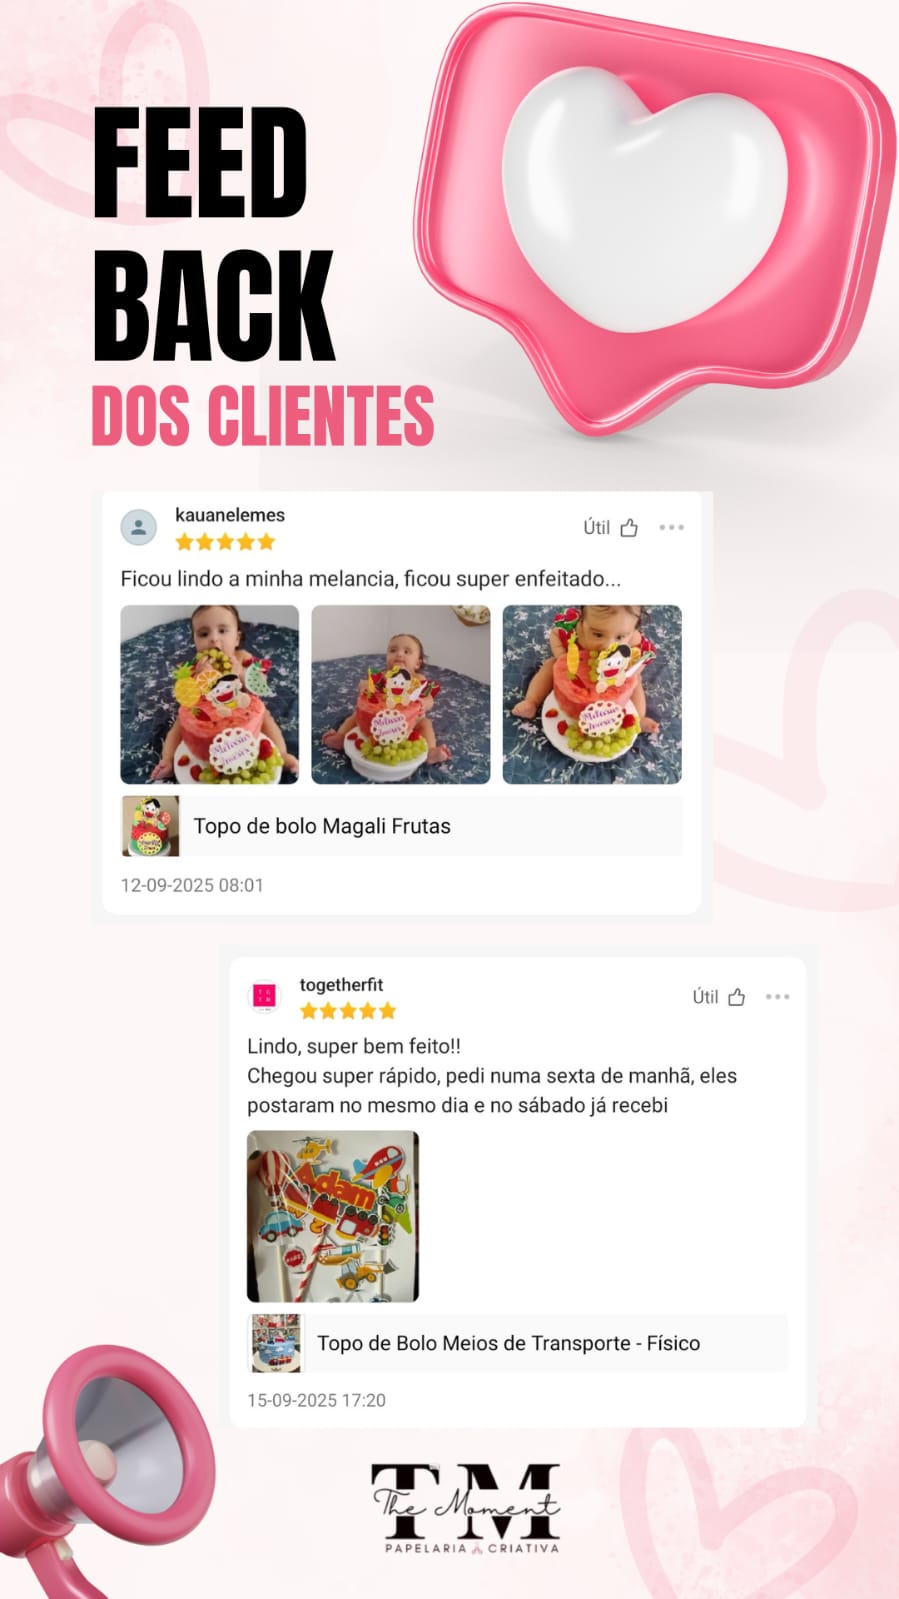 FEED
BACK
DOS CLIENTES
kauanelemes
Útil
Ficou lindo a minha melancia, ficou super enfeitado...
Topo de bolo Magali Frutas
12-09-2025 08:01
togetherfit
Útil
Lindo, super bem feito!!
Chegou super rápido, pedi numa sexta de manhã, eles
postaram no mesmo dia e no sábado já recebi
Adam
Topo de Bolo Meios de Transporte - Físico
15-09-2025 17:20
TM
The Moment
PAPELARIA CRIATIVA